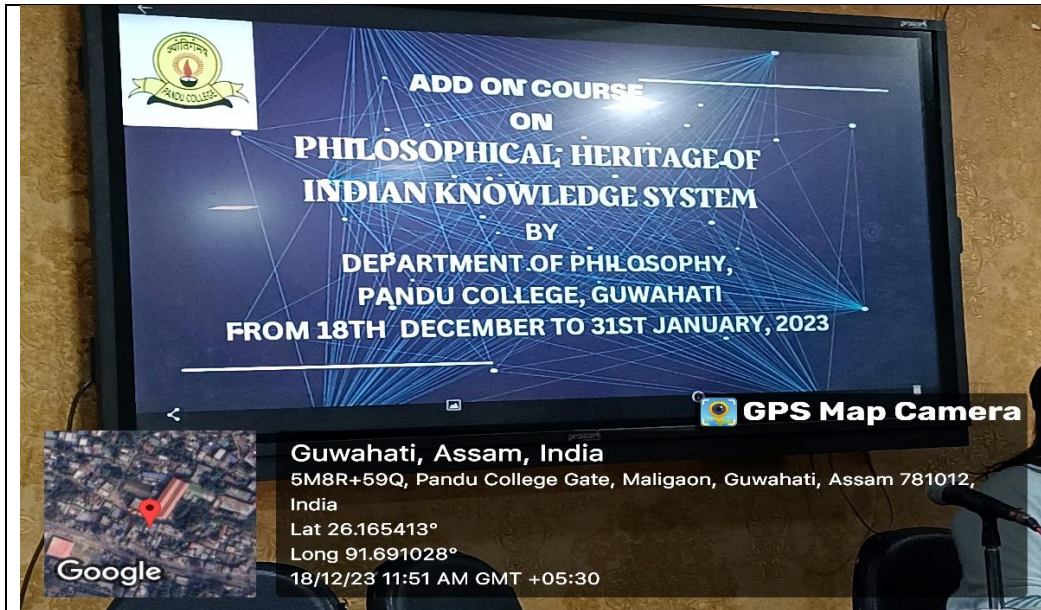 ज्योतिर्गमय
PANDU COLLEGE
ADD ON COURSE
ON
PHILOSOPHICAL HERITAGE OF
INDIAN KNOWLEDGE SYSTEM
BY
DEPARTMENT OF PHILOSOPHY,
PANDU COLLEGE, GUWAHATI
FROM 18TH DECEMBER TO 31ST JANUARY, 2023
GPS Map Camera
Guwahati, Assam, India
5M8R+59Q, Pandu College Gate, Maligaon, Guwahati, Assam 781012,
India
Lat 26.165413°
Long 91.691028°
18/12/23 11:51 AM GMT +05:30
Google